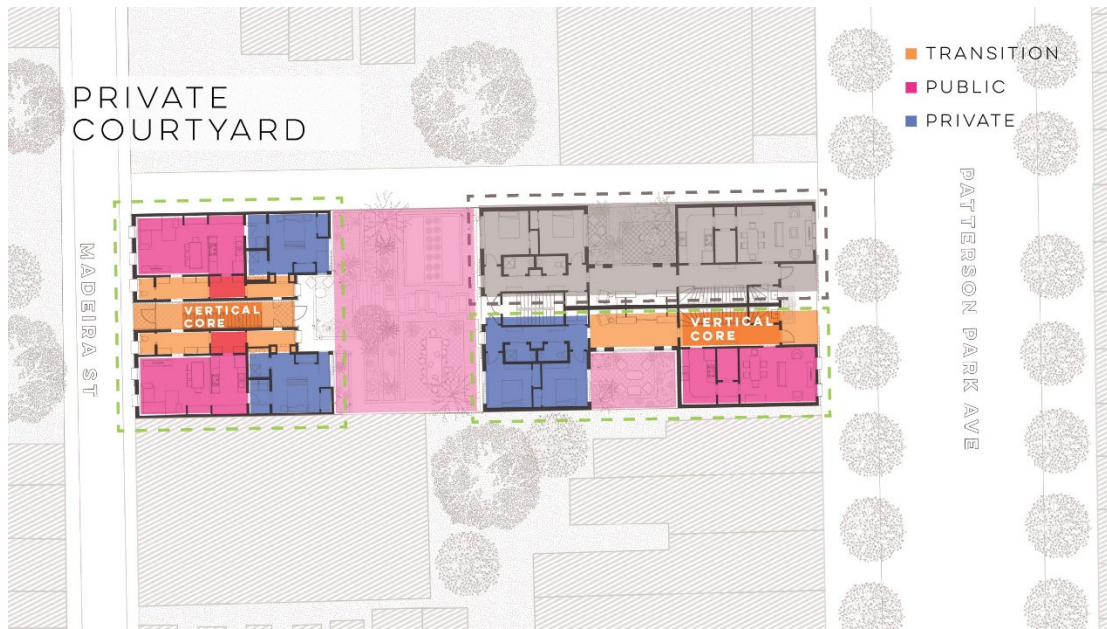 PRIVATE
COURTYARD
TRANSITION
PUBLIC
PRIVATE
MADEIRA ST
VERTICAL
CORE
VERTICAL
CORE
PATTERSON PARK AVE